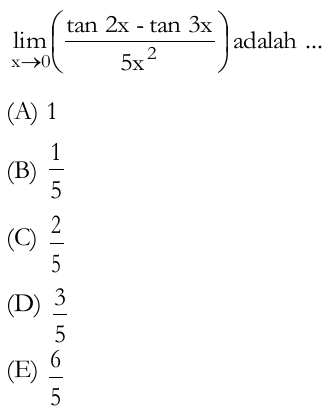 lim x→0 (tan 2x - tan 3x / 5x²) adalah ...
(A) 1
(B) 1/5
(C) 2/5
(D) 3/5
(E) 6/5